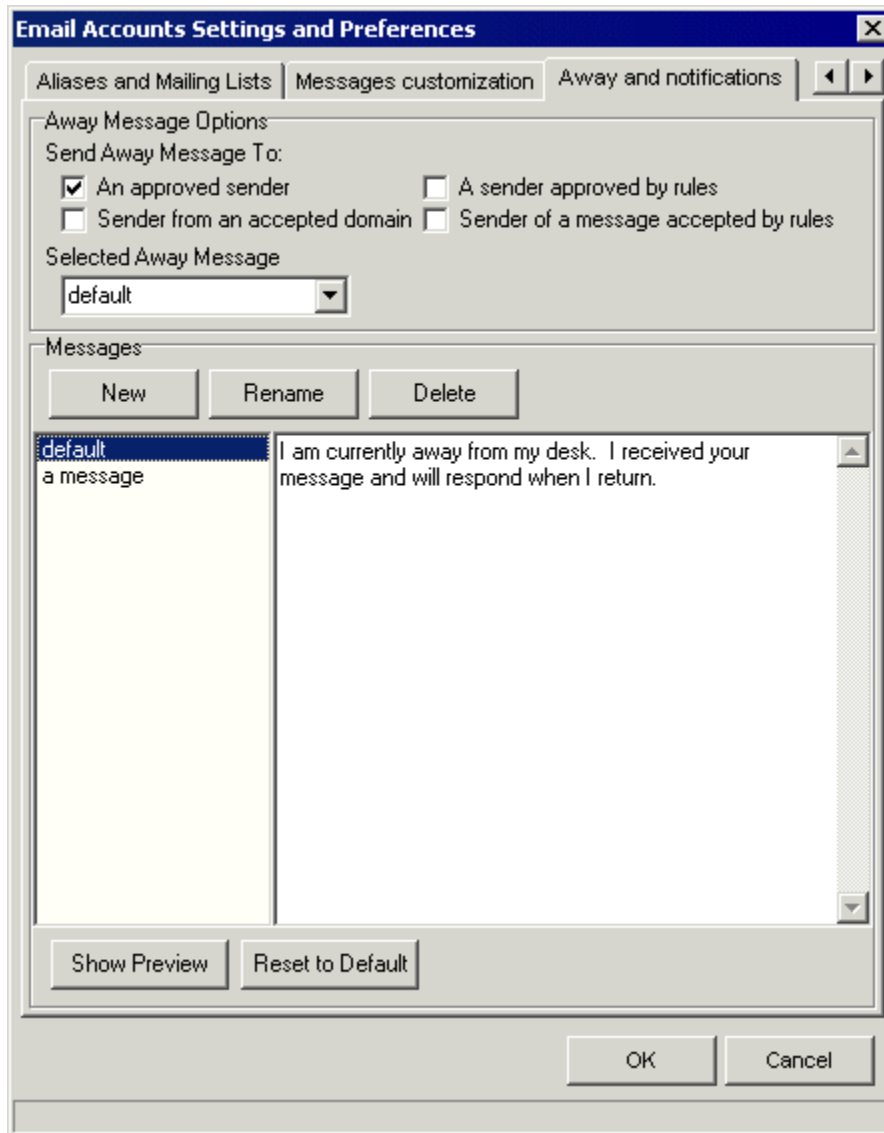 Email Accounts Settings and Preferences
Aliases and Mailing Lists Messages customization Away and notifications
Away Message Options
Send Away Message To:
An approved sender A sender approved by rules
Sender from an accepted domain Sender of a message accepted by rules
Selected Away Message
default
Messages
New Rename Delete
default
a message
I am currently away from my desk.  I received your
message and will respond when I return.
Show Preview Reset to Default
OK Cancel